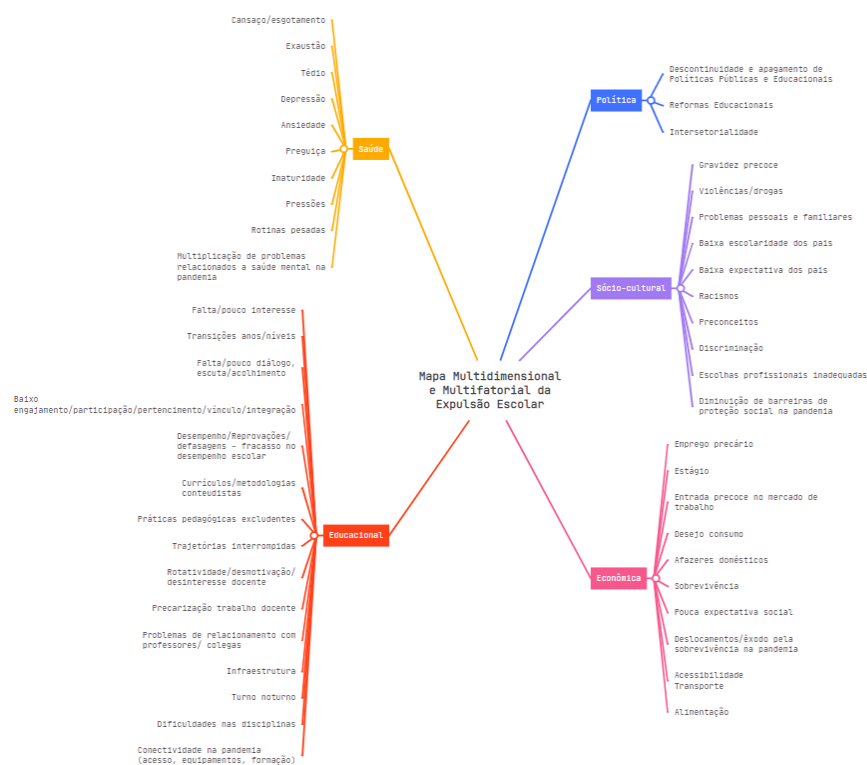 Cansaço/esgotamento
Exaustão
Tédio
Depressão
Ansiedade
Preguiça
Imaturidade
Pressões
Rotinas pesadas
Multiplicação de problemas
relacionados a saúde mental na
pandemia
Saúde
Política
Descontinuidade e apagamento de
Políticas Públicas e Educacionais
Reformas Educacionais
Intersetorialidade
Sócio-cultural
Gravidez precoce
Violências/drogas
Problemas pessoais e familiares
Baixa escolaridade dos pais
Baixa expectativa dos pais
Racismos
Preconceitos
Discriminação
Escolhas profissionais inadequadas
Diminuição de barreiras de
proteção social na pandemia
Mapa Multidimensional
e Multifatorial da
Expulsão Escolar
Falta/pouco interesse
Transições anos/níveis
Falta/pouco diálogo,
escuta/acolhimento
Baixo
engajamento/participação/pertencimento/vínculo/integração
Desempenho/Reprovações/
defasagens – fracasso no
desempenho escolar
Currículos/metodologias
conteudistas
Práticas pedagógicas excludentes
Trajetórias interrompidas
Rotatividade/desmotivação/
desinteresse docente
Precarização trabalho docente
Problemas de relacionamento com
professores/ colegas
Infraestrutura
Turno noturno
Dificuldades nas disciplinas
Conectividade na pandemia
(acesso, equipamentos, formação)
Educacional
Econômica
Emprego precário
Estágio
Entrada precoce no mercado de
trabalho
Desejo consumo
Afazeres domésticos
Sobrevivência
Pouca expectativa social
Deslocamentos/êxodo pela
sobrevivência na pandemia
Acessibilidade
Transporte
Alimentação